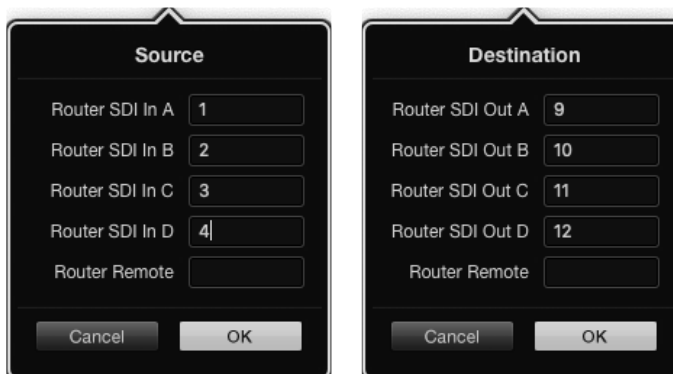 Source
Router SDI In A 1
Router SDI In B 2
Router SDI In C 3
Router SDI In D 4
Router Remote
Cancel OK
Destination
Router SDI Out A 9
Router SDI Out B 10
Router SDI Out C 11
Router SDI Out D 12
Router Remote
Cancel OK